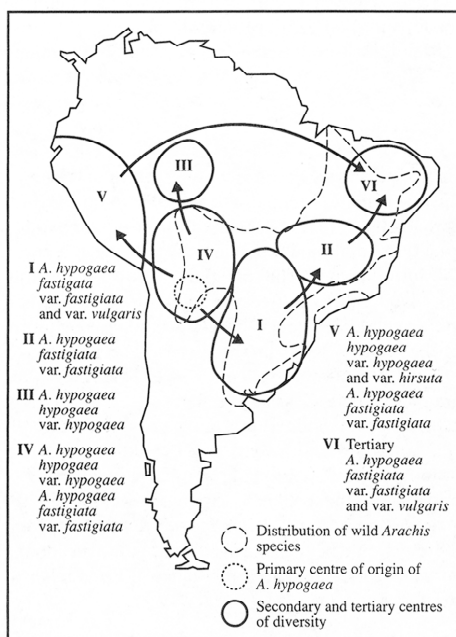 III
V
VI
IV
II
I
I A. hypogaea
fastigata
var. fastigiata
and var. vulgaris
II A. hypogaea
fastigiata
var. fastigiata
III A. hypogaea
hypogaea
var. hypogaea
IV A. hypogaea
hypogaea
var. hypogaea
A. hypogaea
fastigiata
var. fastigiata
V A. hypogaea
hypogaea
var. hypogaea
and var. hirsuta
A. hypogaea
fastigiata
var. fastigiata
VI Tertiary
A. hypogaea
fastigiata
var. fastigiata
and var. vulgaris
Distribution of wild Arachis
species
Primary centre of origin of
A. hypogaea
Secondary and tertiary centres
of diversity